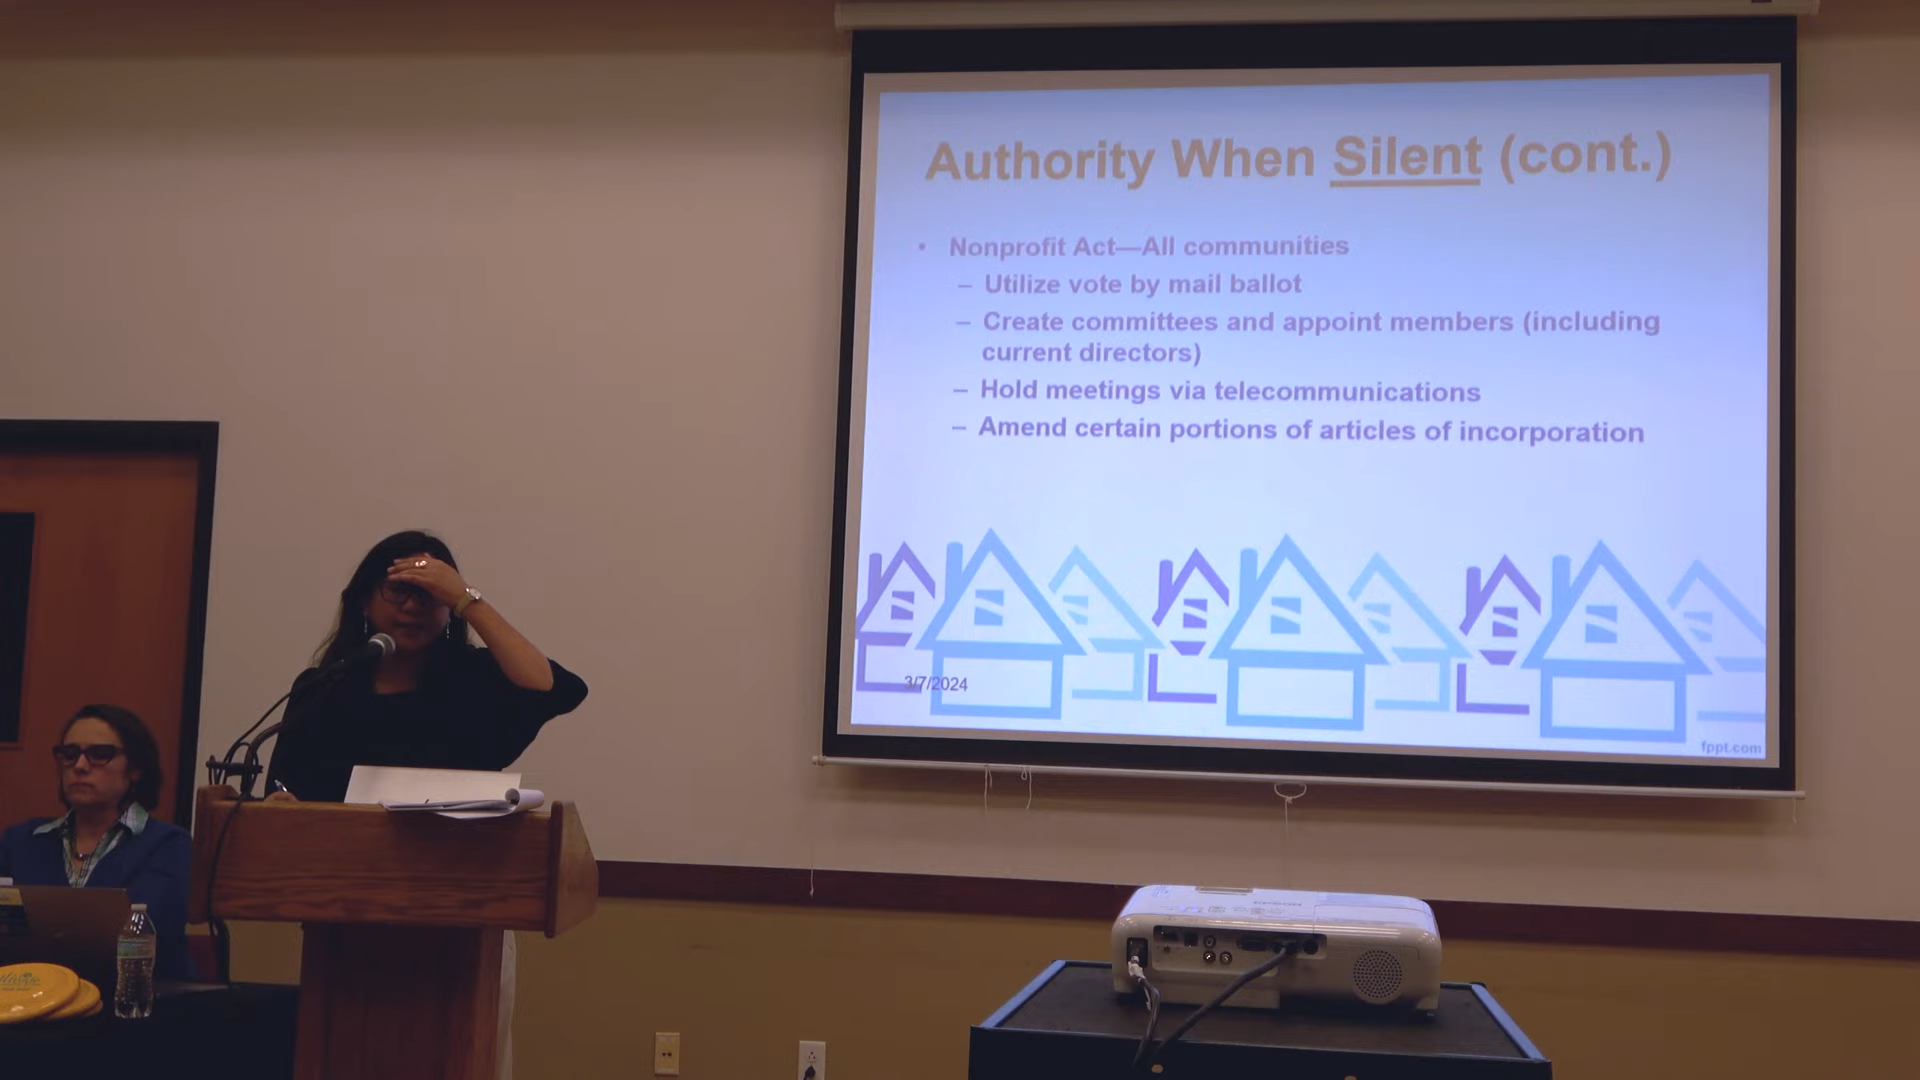 Authority When Silent (cont.)
• Nonprofit Act—All communities
– Utilize vote by mail ballot
– Create committees and appoint members (including
current directors)
– Hold meetings via telecommunications
– Amend certain portions of articles of incorporation
3/7/2024
fppt.com